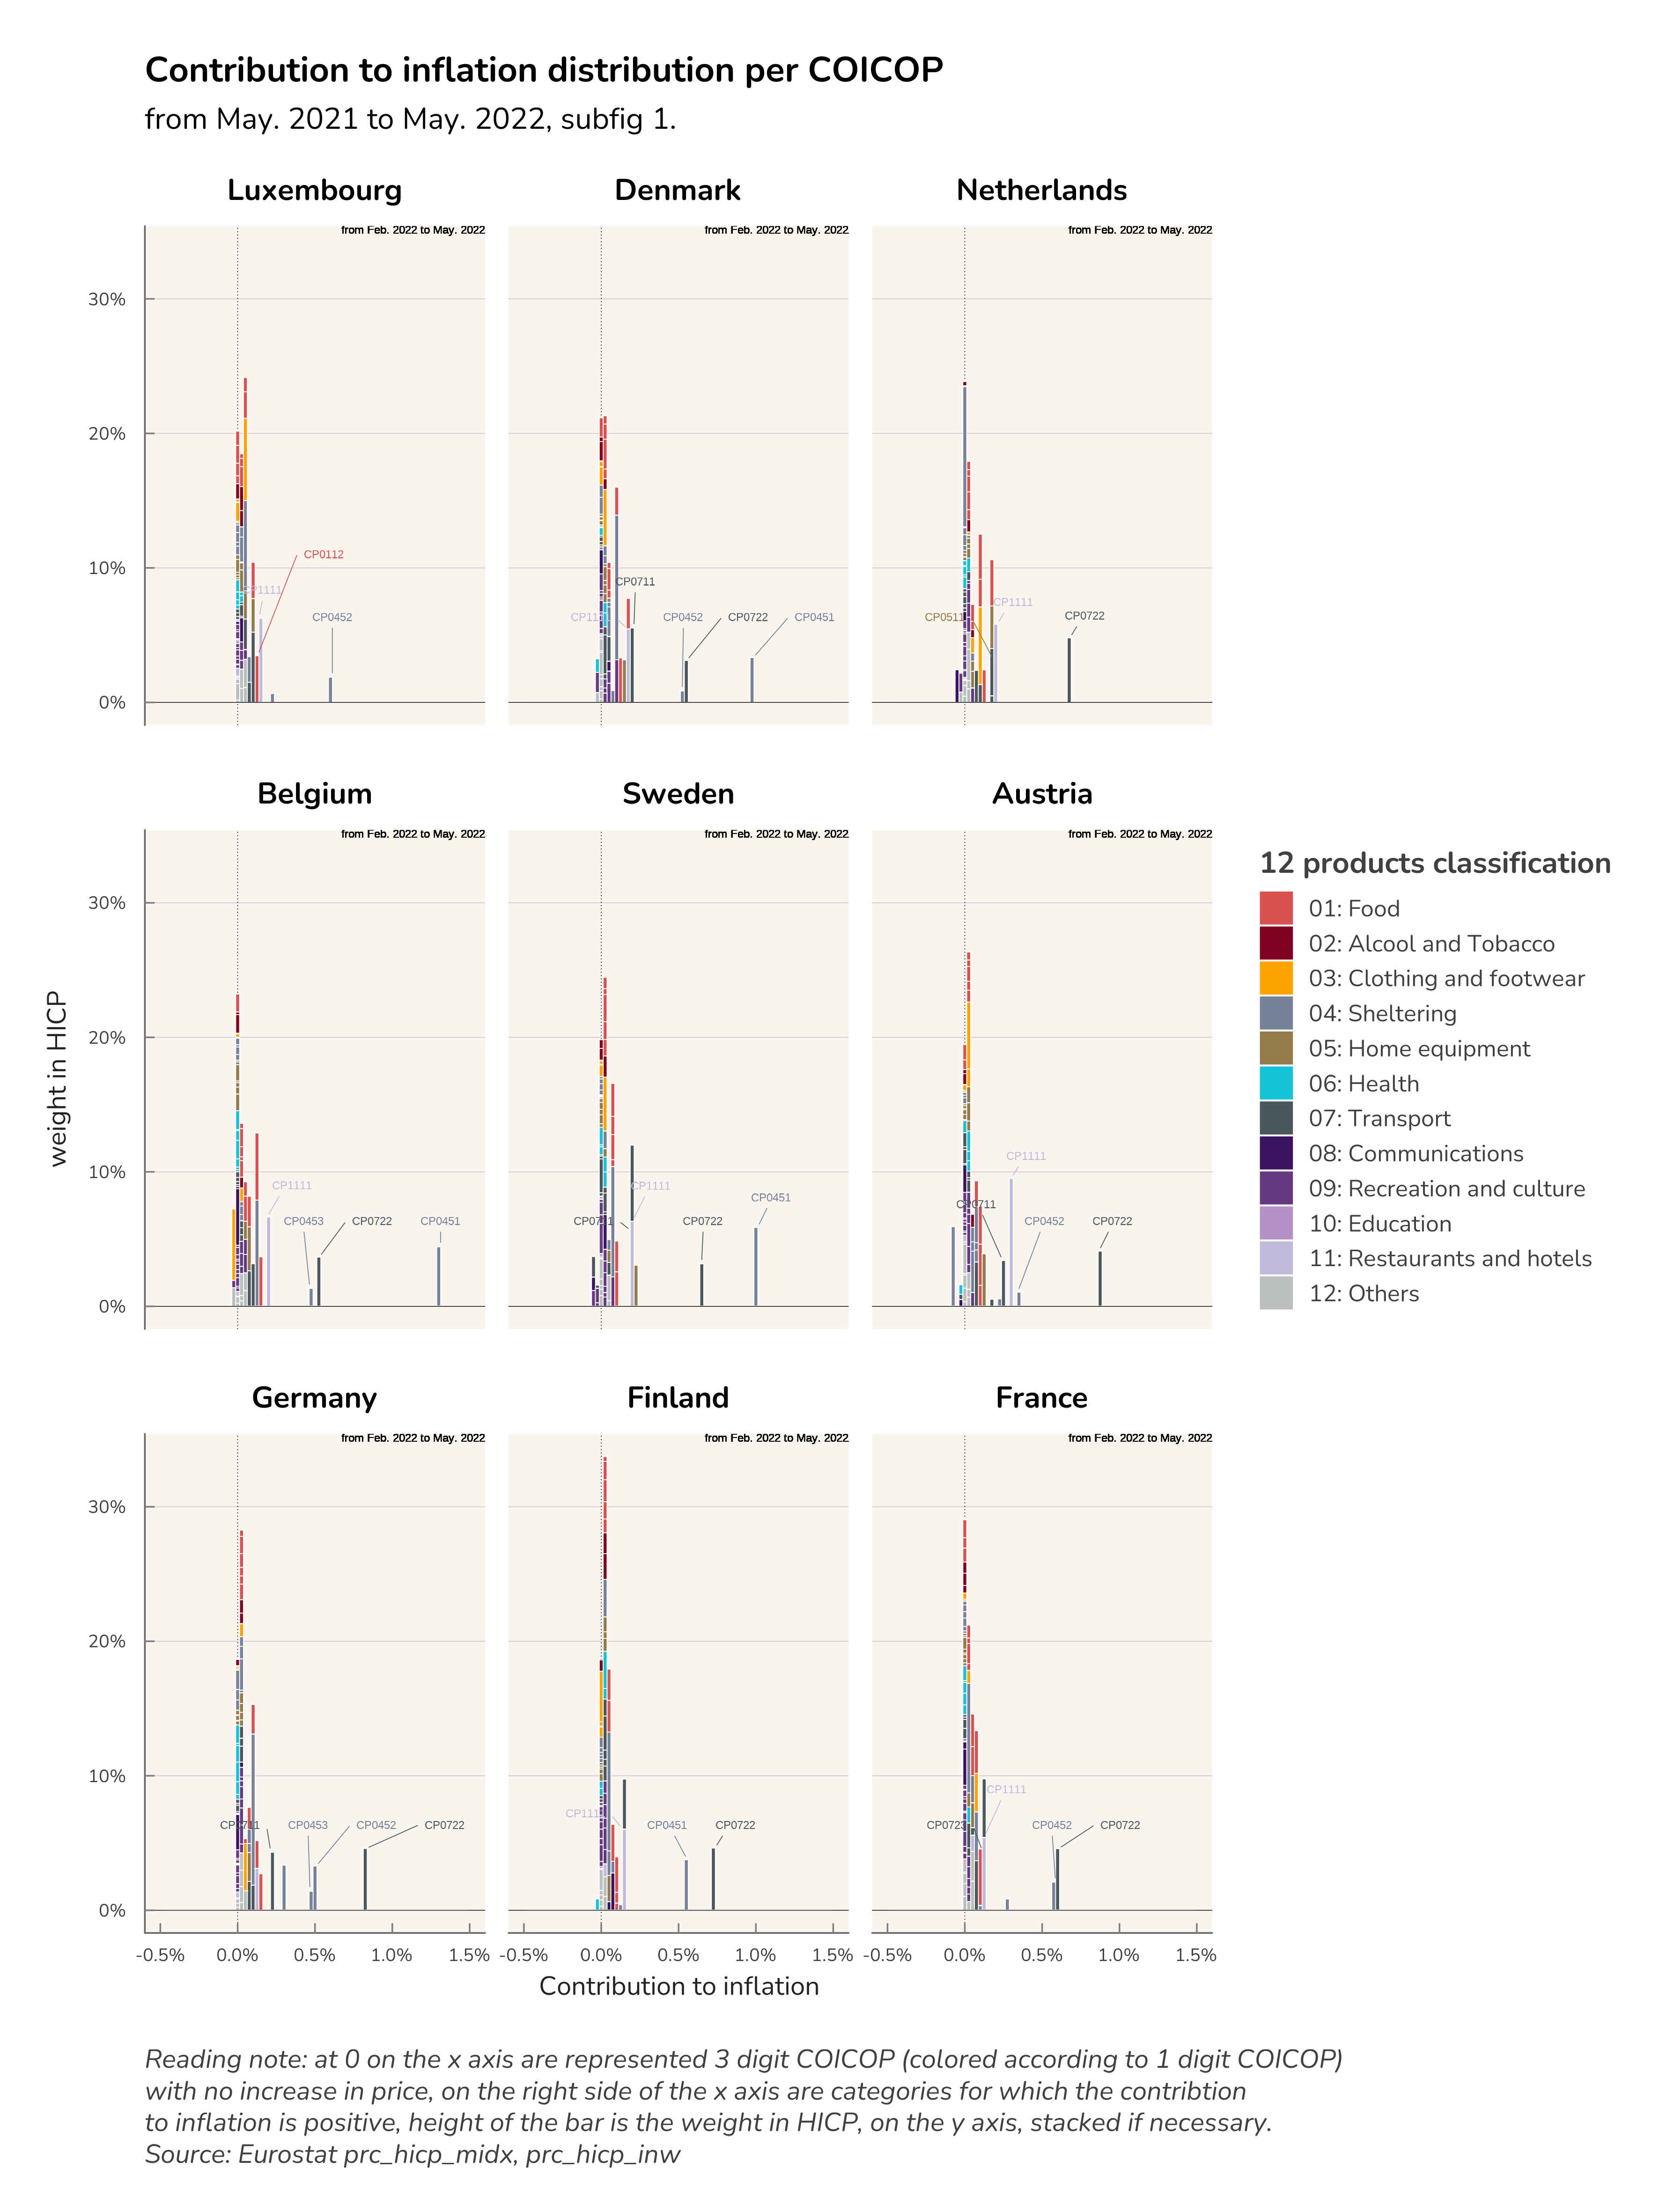 Contribution to inflation distribution per COICOP
from May. 2021 to May. 2022, subfig 1.
Luxembourg
Denmark
Netherlands
from Feb. 2022 to May. 2022
from Feb. 2022 to May. 2022
from Feb. 2022 to May. 2022
30%
20%
10%
0%
CP0112
CP1111
CP0452
CP0711
CP0452
CP0722
CP0451
CP0511
CP1111
CP0722
Belgium
Sweden
Austria
from Feb. 2022 to May. 2022
from Feb. 2022 to May. 2022
from Feb. 2022 to May. 2022
30%
20%
10%
0%
CP1111
CP0453
CP0722
CP0451
CP0711
CP1111
CP0722
CP0451
CP0711
CP1111
CP0452
CP0722
weight in HICP
12 products classification
01: Food
02: Alcool and Tobacco
03: Clothing and footwear
04: Sheltering
05: Home equipment
06: Health
07: Transport
08: Communications
09: Recreation and culture
10: Education
11: Restaurants and hotels
12: Others
Germany
Finland
France
from Feb. 2022 to May. 2022
from Feb. 2022 to May. 2022
from Feb. 2022 to May. 2022
30%
20%
10%
0%
CP0711
CP0453
CP0452
CP0722
CP0451
CP0722
CP0723
CP1111
CP0452
CP0722
-0.5% 0.0% 0.5% 1.0% 1.5%
-0.5% 0.0% 0.5% 1.0% 1.5%
-0.5% 0.0% 0.5% 1.0% 1.5%
Contribution to inflation
Reading note: at 0 on the x axis are represented 3 digit COICOP (colored according to 1 digit COICOP)
with no increase in price, on the right side of the x axis are categories for which the contribtion
to inflation is positive, height of the bar is the weight in HICP, on the y axis, stacked if necessary.
Source: Eurostat prc_hicp_midx, prc_hicp_inw